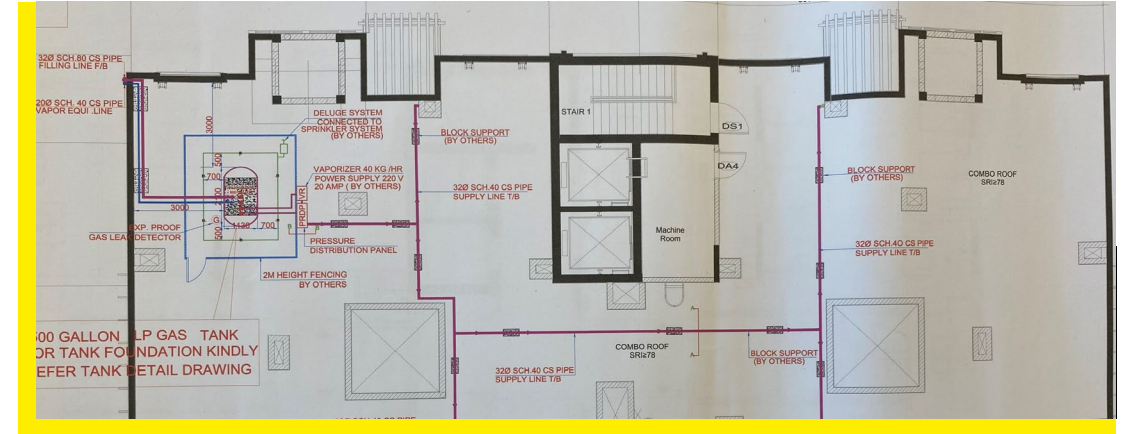 32Ø SCH.80 CS PIPE
FILLING LINE F/B
20Ø SCH. 40 CS PIPE
VAPOR EQUI .LINE
3000
DELUGE SYSTEM
CONNECTED TO
SPRINKLER SYSTEM
(BY OTHERS)
BLOCK SUPPORT
(BY OTHERS)
STAIR 1
DS1
DA4
500
700
VAPORIZER 40 KG /HR
POWER SUPPLY 220 V
20 AMP ( BY OTHERS)
32Ø SCH.40 CS PIPE
SUPPLY LINE T/B
BLOCK SUPPORT
(BY OTHERS)
COMBO ROOF
SRI≥78
3000
PRDP
VR
G
700
500
EXP. PROOF
GAS LEAK DETECTOR
PRESSURE
DISTRIBUTION PANEL
Machine
Room
32Ø SCH.40 CS PIPE
SUPPLY LINE T/B
2M HEIGHT FENCING
BY OTHERS
00 GALLON LP GAS TANK
OR TANK FOUNDATION KINDLY
EFER TANK DETAIL DRAWING
COMBO ROOF
SRI≥78
A
A
BLOCK SUPPORT
(BY OTHERS)
32Ø SCH.40 CS PIPE
SUPPLY LINE T/B